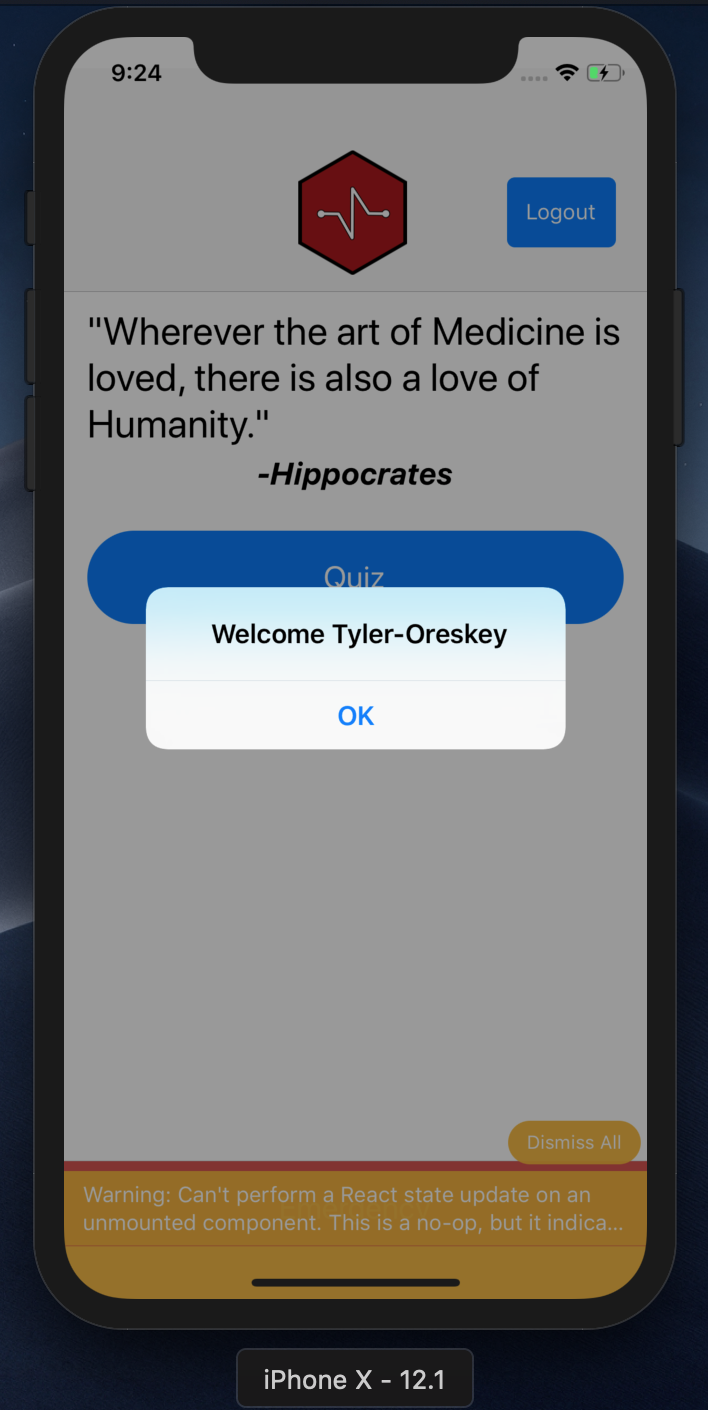 9:24
Logout
"Wherever the art of Medicine is
loved, there is also a love of
Humanity."
-Hippocrates
Quiz
Welcome Tyler-Oreskey
OK
Dismiss All
Warning: Can't perform a React state update on an
unmounted component. This is a no-op, but it indica...
iPhone X - 12.1